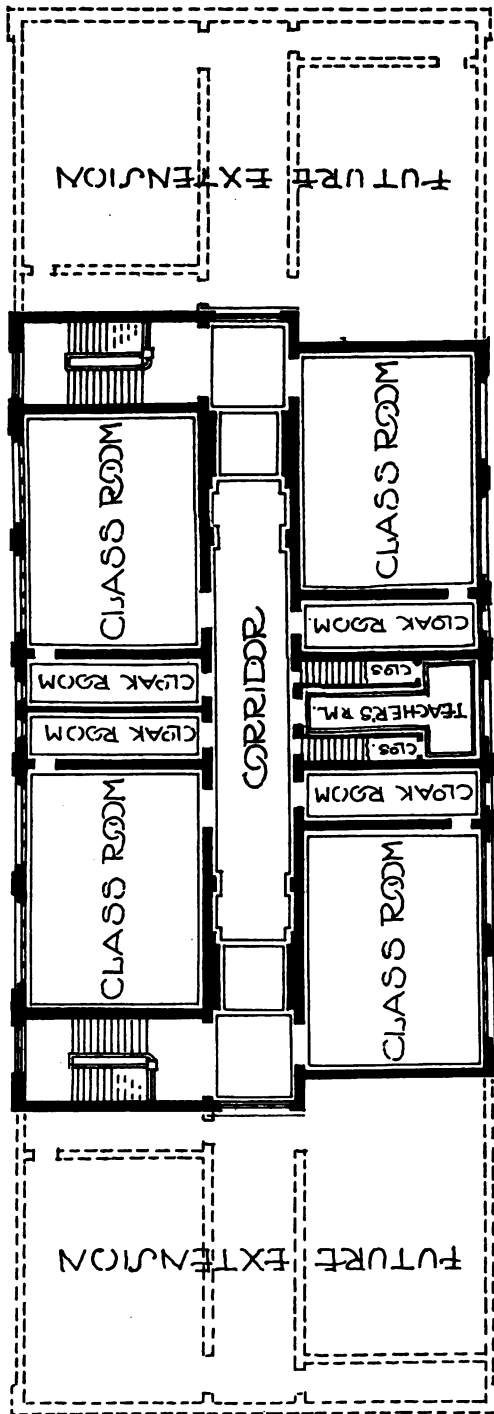 FUTURE EXTENSION
CLASS ROOM
CLASS ROOM
CLOAK ROOM.
CLOAK ROOM
CLOS.
TEACHER'S RM.
CORRIDOR
CLOAK ROOM
CLOS.
CLOAK ROOM
CLASS ROOM
CLASS ROOM
FUTURE EXTENSION